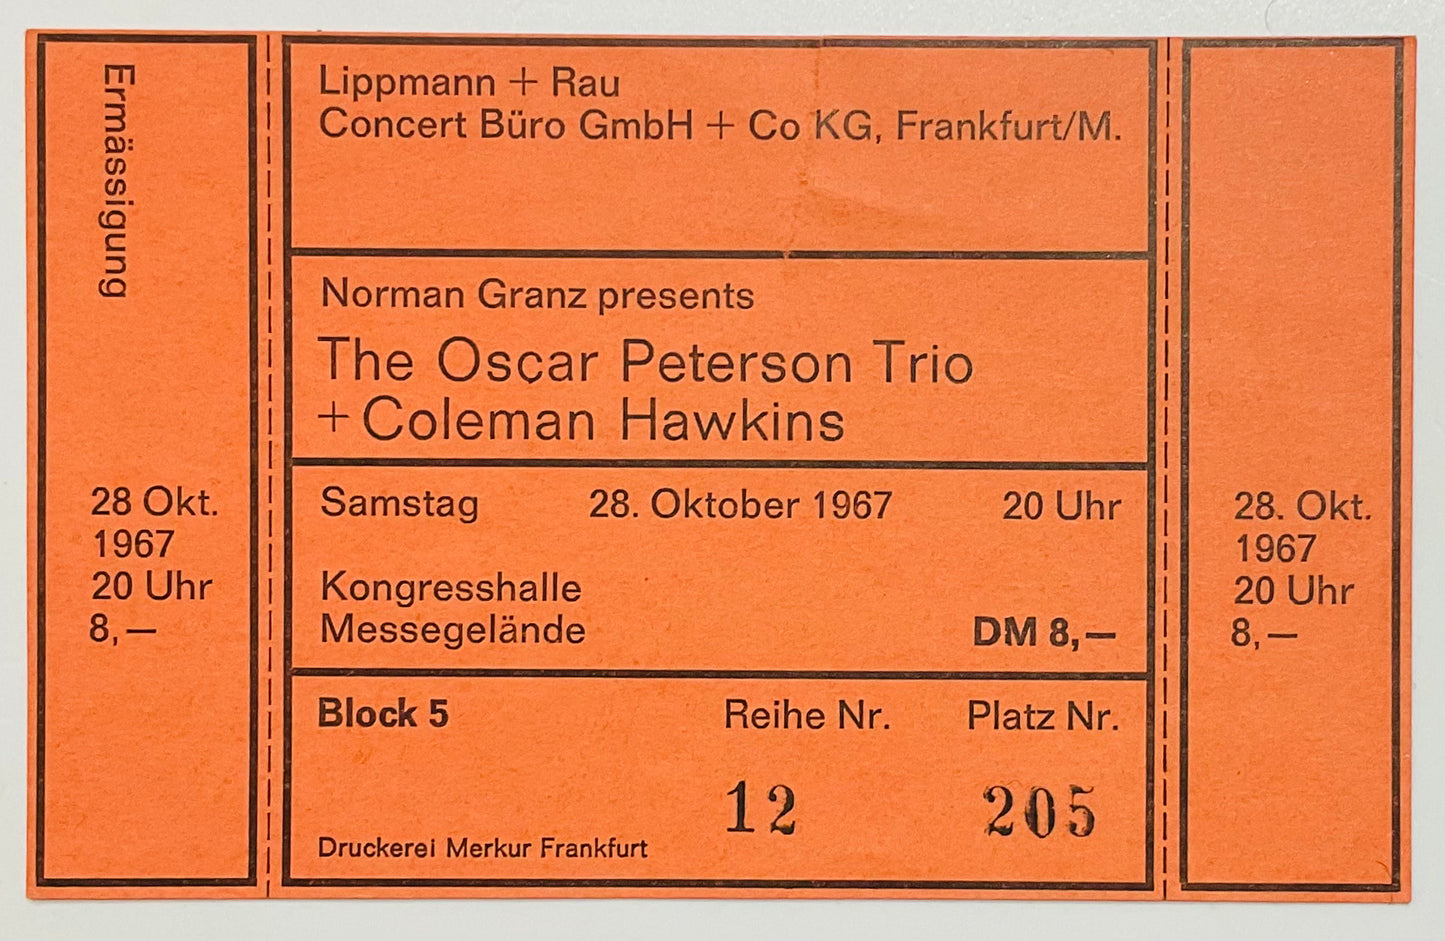 Ermässigung
28 Okt.
1967
20 Uhr
8,—
Lippmann + Rau
Concert Büro GmbH + Co KG, Frankfurt/M.
Norman Granz presents
The Oscar Peterson Trio
+ Coleman Hawkins
Samstag 28. Oktober 1967 20 Uhr
Kongresshalle
Messegelände DM 8,—
Block 5 Reihe Nr. Platz Nr.
12 205
Druckerei Merkur Frankfurt
28. Okt.
1967
20 Uhr
8,—